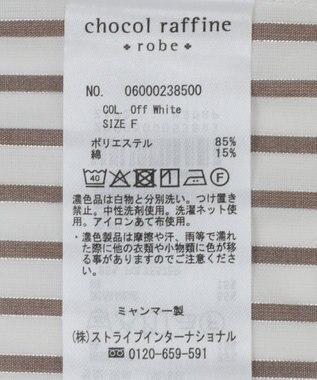 chocol raffine
robe
NO. 06000238500
COL. Off White
SIZE F
ポリエステル 85%
綿 15%
40
濃色品は白物と分別洗い。つけ置き
禁止。中性洗剤使用。洗濯ネット使
用。アイロンあて布使用。
・濃色製品は摩擦や汗、雨等で濡れ
た際に他の衣類や小物類に色が移
る事がありますのでご注意くださ
い。
ミャンマー製
(株)ストライプインターナショナル
0120-659-591